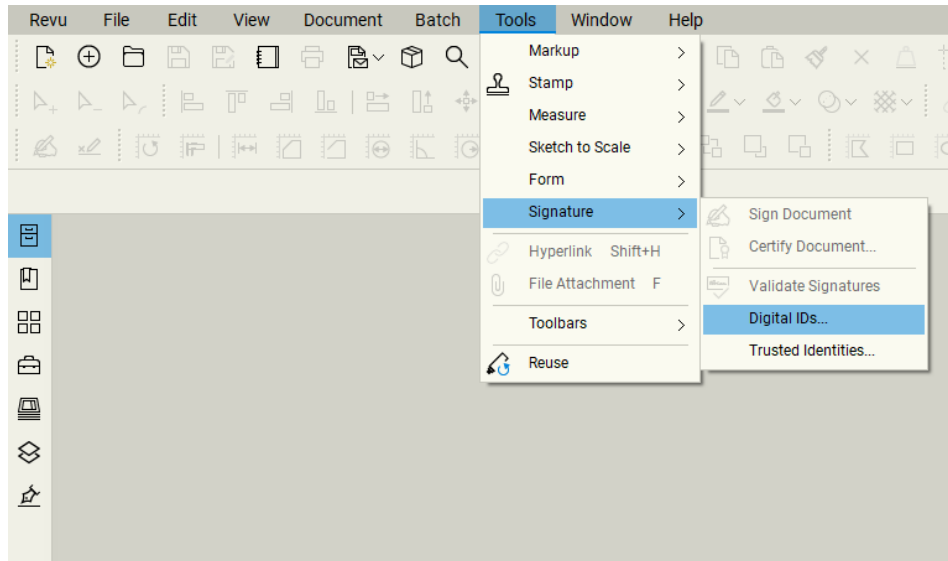 Revu File Edit View Document Batch Tools Window Help
Markup
Stamp
Measure
Sketch to Scale
Form
Signature
Hyperlink Shift+H
File Attachment F
Toolbars
Reuse
Sign Document
Certify Document...
Validate Signatures
Digital IDs...
Trusted Identities...